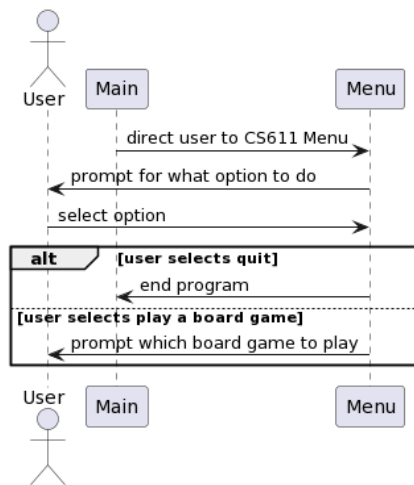 User
Main
Menu
direct user to CS611 Menu
prompt for what option to do
select option
alt
[user selects quit]
end program
[user selects play a board game]
prompt which board game to play
User
Main
Menu